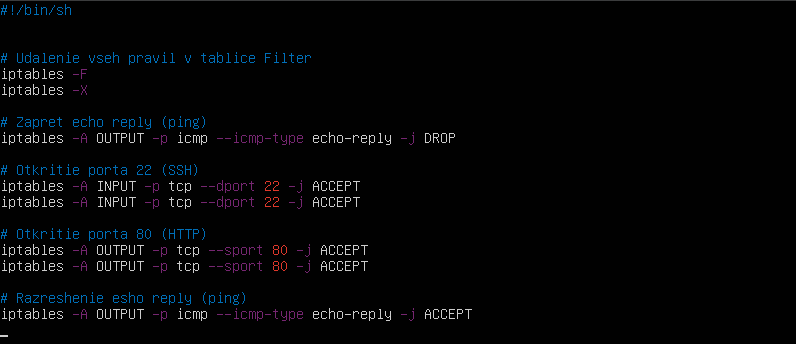 #!/bin/sh
# Udalenie vseh pravil v tablice Filter
iptables -F
iptables -X
# Zapret echo reply (ping)
iptables -A OUTPUT -p icmp --icmp-type echo-reply -j DROP
# Otkritie porta 22 (SSH)
iptables -A INPUT -p tcp --dport 22 -j ACCEPT
iptables -A INPUT -p tcp --dport 22 -j ACCEPT
# Otkritie porta 80 (HTTP)
iptables -A OUTPUT -p tcp --sport 80 -j ACCEPT
iptables -A OUTPUT -p tcp --sport 80 -j ACCEPT
# Razreshenie esho reply (ping)
iptables -A OUTPUT -p icmp --icmp-type echo-reply -j ACCEPT